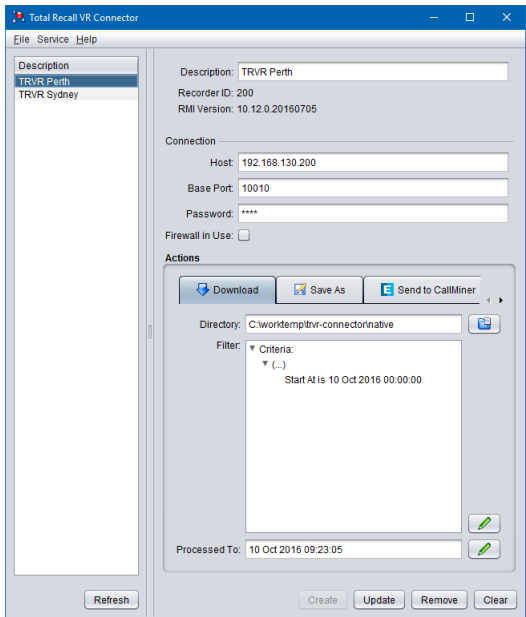 Total Recall VR Connector
File Service Help
Description
TRVR Perth
TRVR Sydney
Refresh
Description: TRVR Perth
Recorder ID: 200
RMI Version: 10.12.0.20160705
Connection
Host: 192.168.130.200
Base Port: 10010
Password: ****
Firewall in Use:
Actions
Download Save As E Send to CallMiner
Directory: C:\worktemp\trvr-connector\native
Filter: Criteria:
(...)
Start At is 10 Oct 2016 00:00:00
Processed To: 10 Oct 2016 09:23:05
Create Update Remove Clear